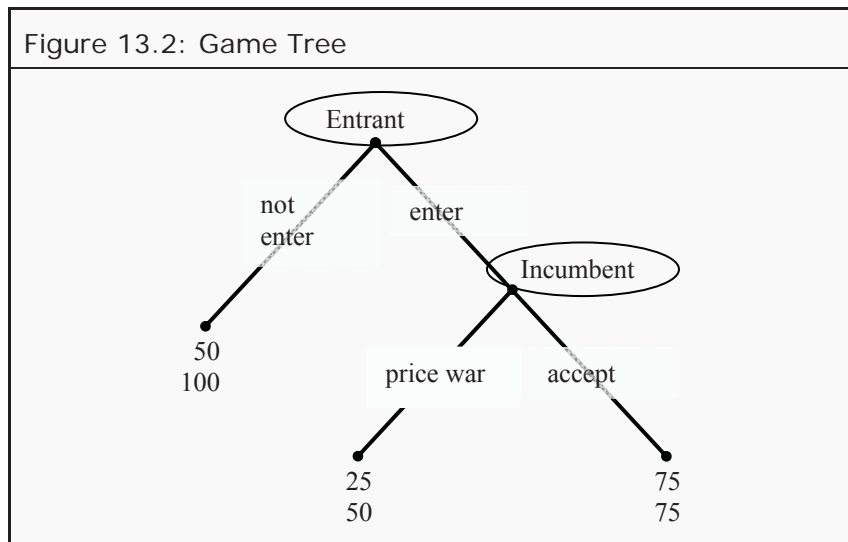 Figure 13.2: Game Tree
Entrant
not
enter
enter
Incumbent
50
100
price war
accept
25
50
75
75